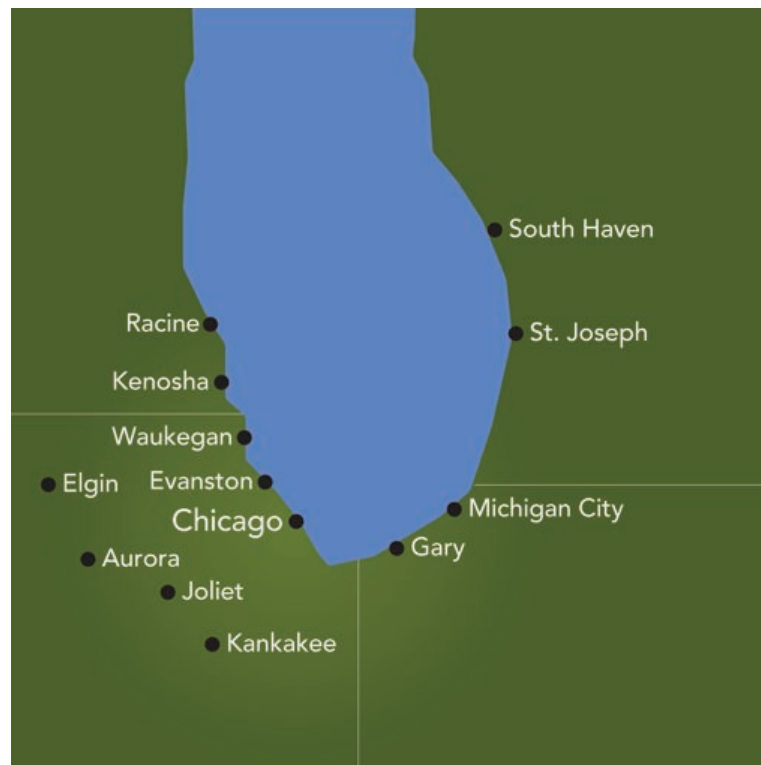 South Haven
Racine
St. Joseph
Kenosha
Waukegan
Elgin
Evanston
Michigan City
Chicago
Gary
Aurora
Joliet
Kankakee